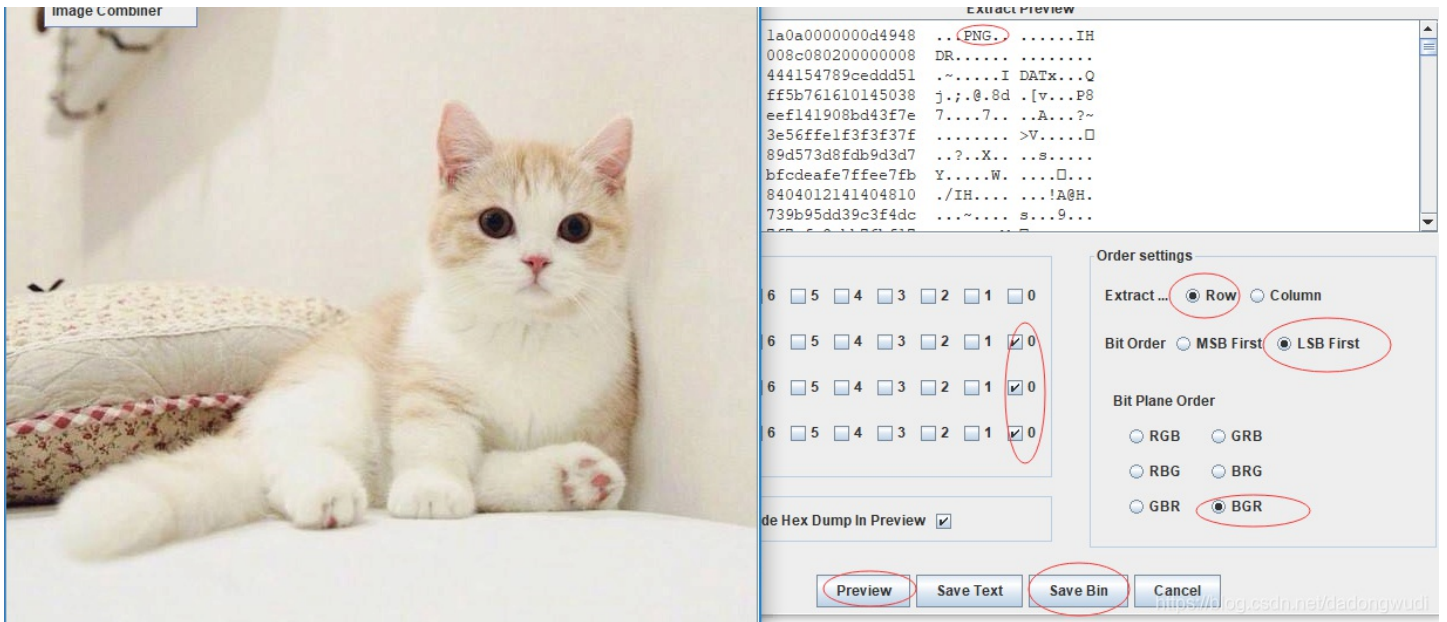 Image Combiner
Extract Preview
1a0a0000000d4948 ...PNG.. ......IH
008c080200000008 DR...... ........
444154789ceddd51 .~.....I DATx...Q
ff5b761610145038 j.;.@.8d .[v...P8
eef141908bd43f7e 7....7.. ..A...?~
3e56ffe1f3f3f37f ........ >V.....□
89d573d8fdb9d3d7 ..?..X.. ..s.....
bfcdeafe7ffee7fb Y.....W. ....□...
8404012141404810 ./IH.... ...!A@H.
739b95dd39c3f4dc ...~.... s...9...
Order settings
6 5 4 3 2 1 0
Extract ... Row Column
6 5 4 3 2 1 0
Bit Order MSB First LSB First
6 5 4 3 2 1 0
Bit Plane Order
6 5 4 3 2 1 0
RGB GRB
RBG BRG
GBR BGR
de Hex Dump In Preview
Preview Save Text Save Bin Cancel
https://blog.csdn.net/dadongwudi